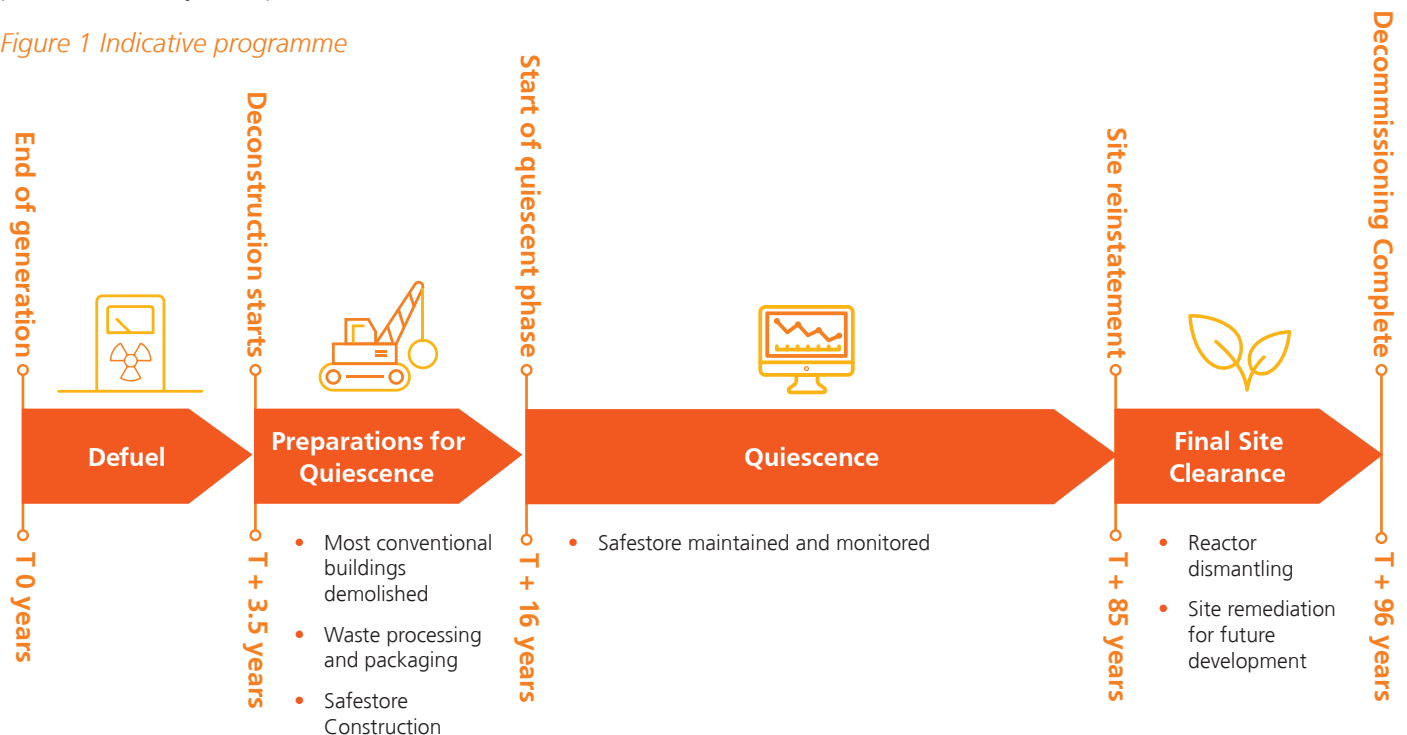 Figure 1 Indicative programme
End of generation
Deconstruction starts
Start of quiescent phase
Site reinstatement
Decommissioning Complete
Defuel
Preparations for
Quiescence
Quiescence
Final Site
Clearance
T 0 years
T + 3.5 years
• Most conventional
buildings
demolished
• Waste processing
and packaging
• Safestore
Construction
T + 16 years
• Safestore maintained and monitored
T + 85 years
• Reactor
dismantling
• Site remediation
for future
development
T + 96 years